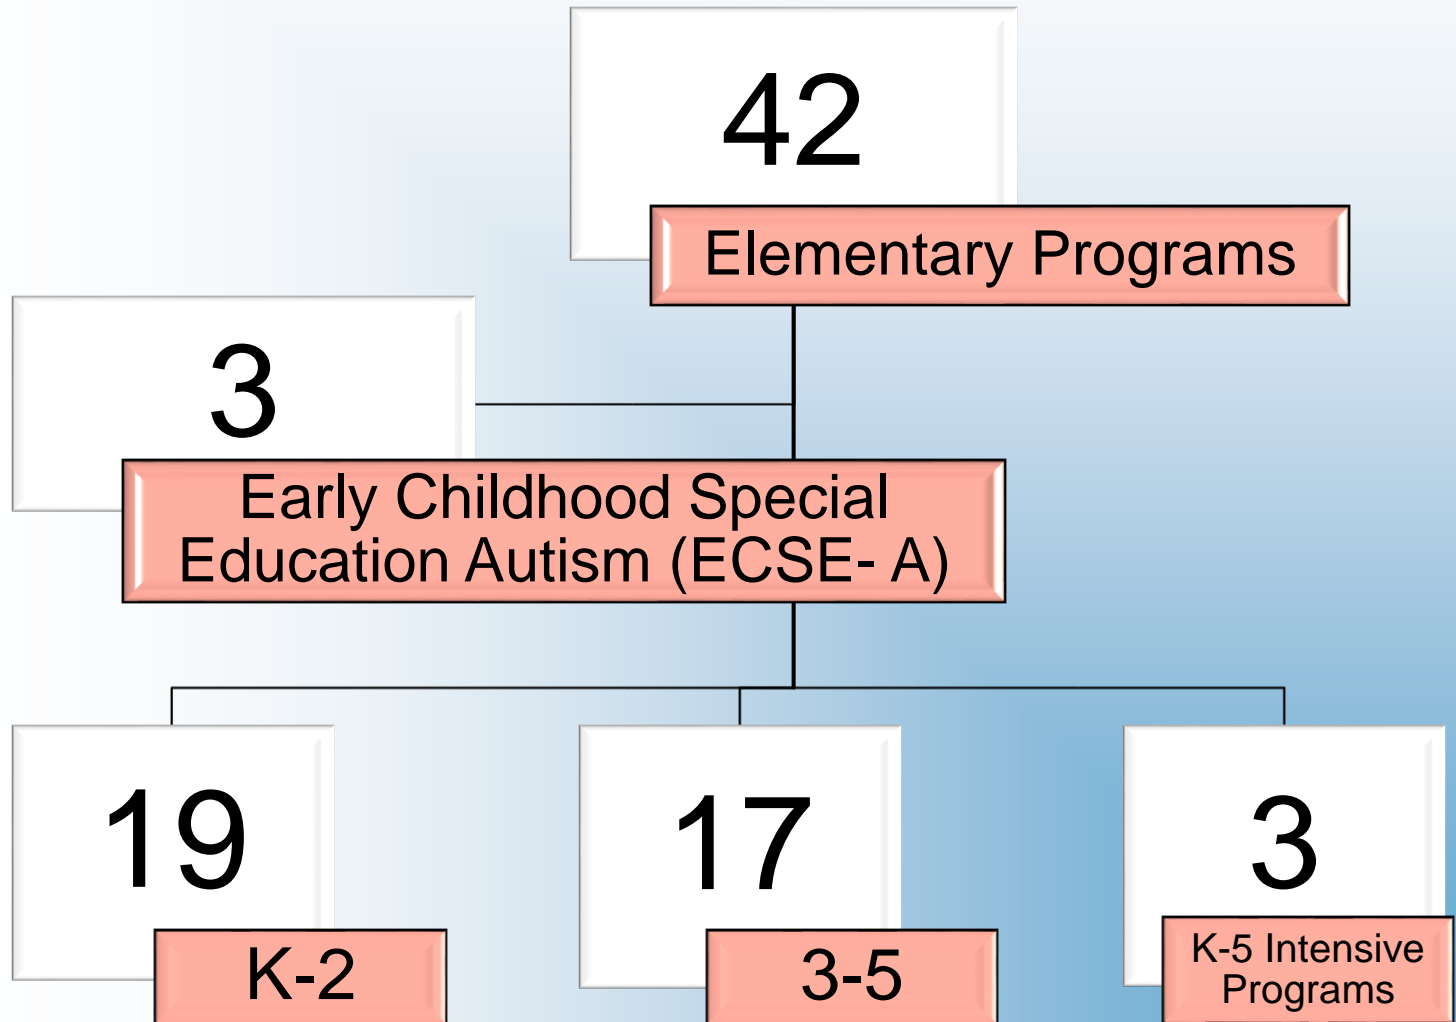 42
Elementary Programs
3
Early Childhood Special
Education Autism (ECSE- A)
19
K-2
17
3-5
3
K-5 Intensive
Programs